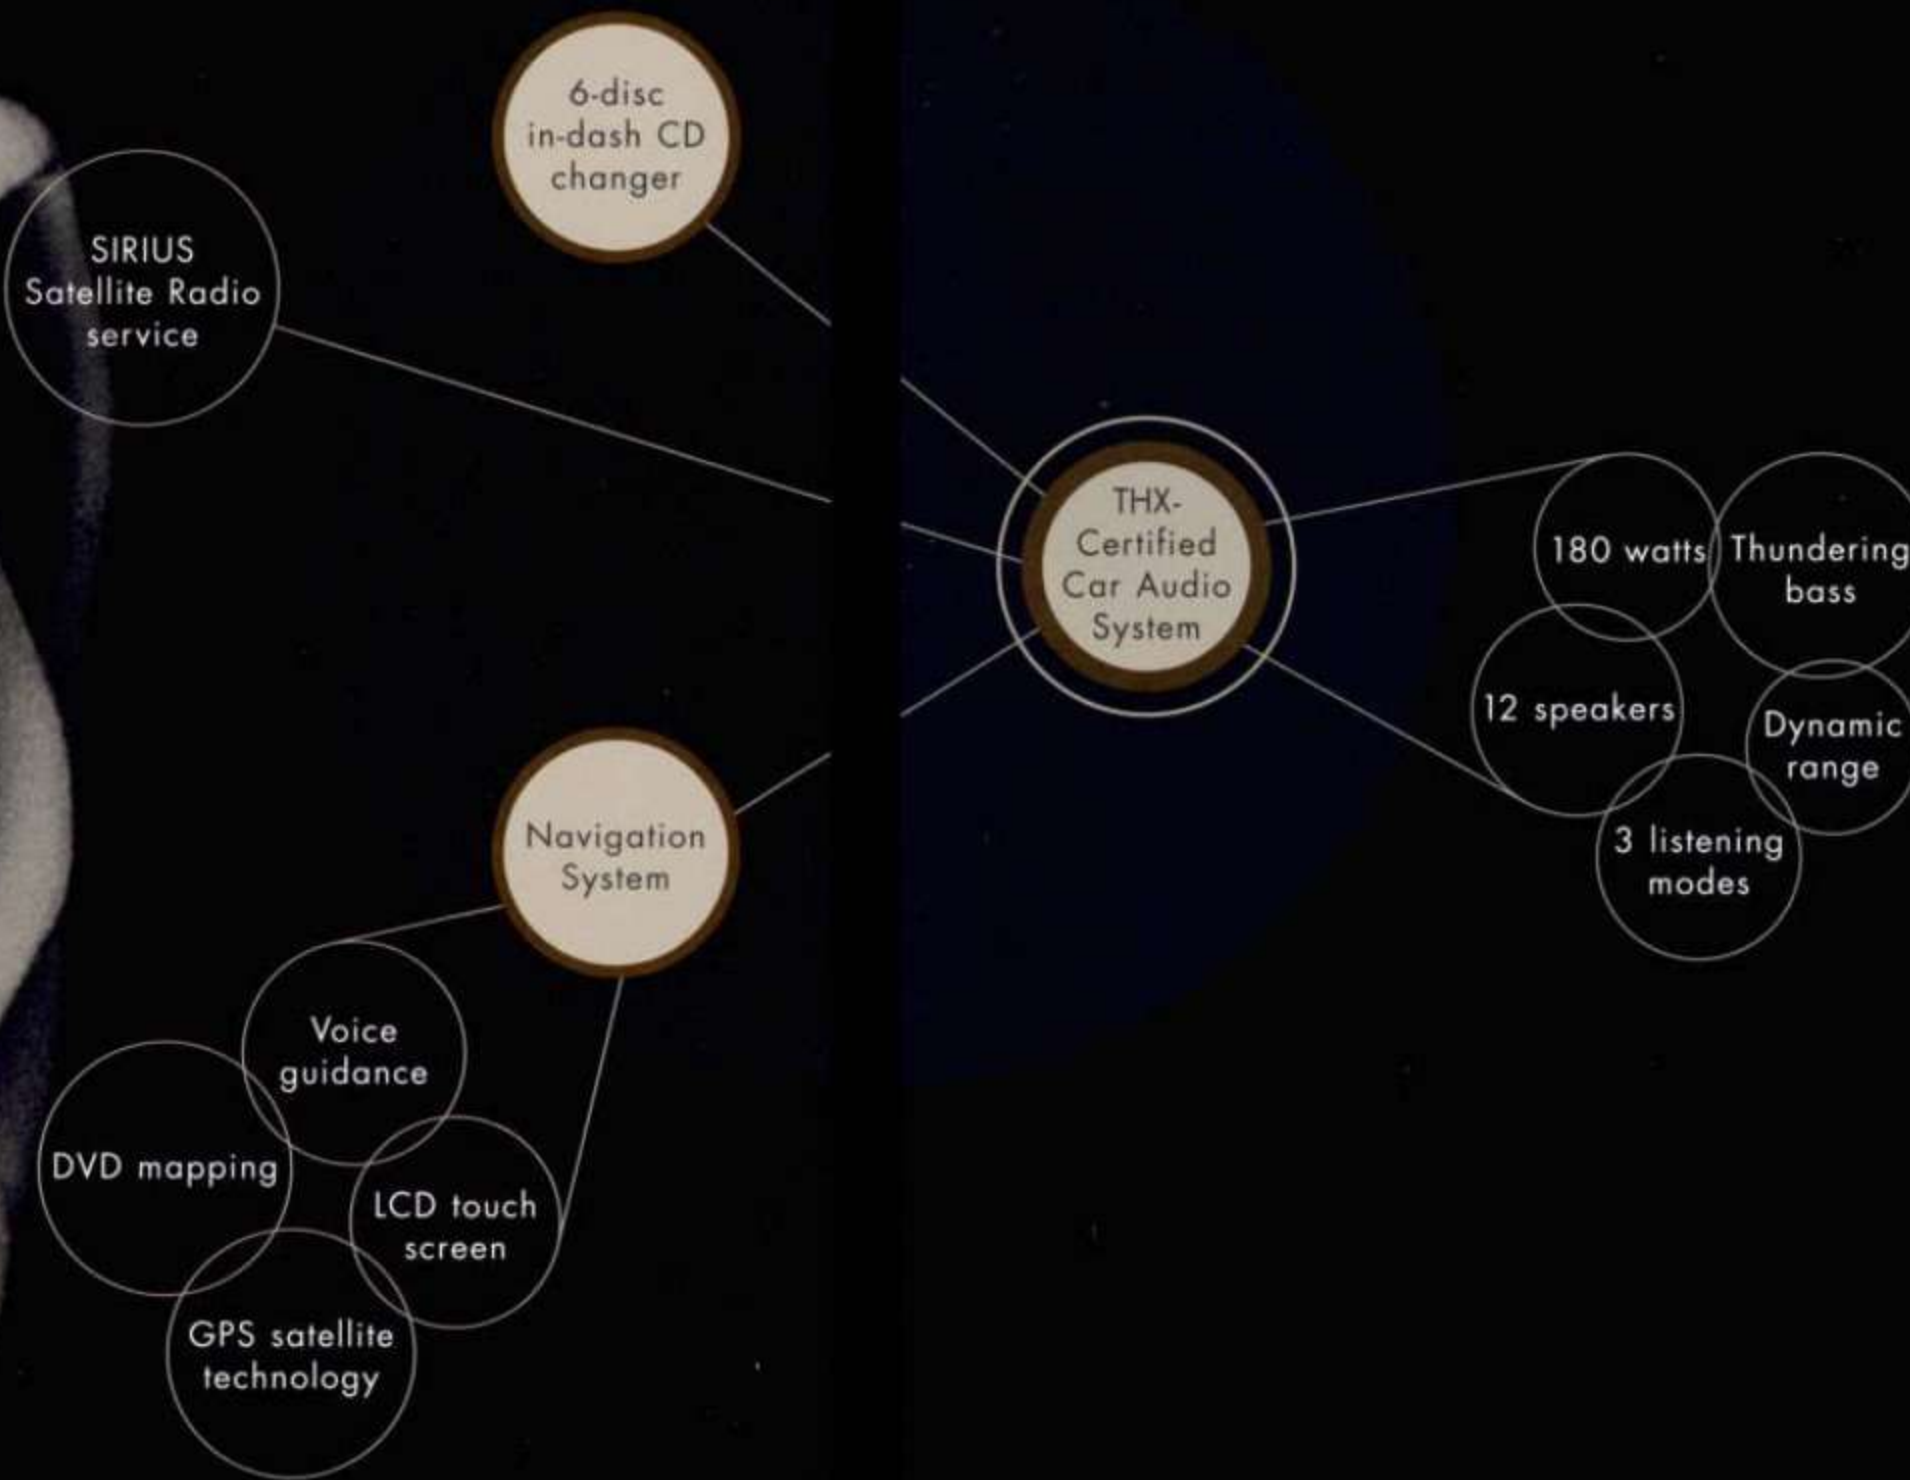 6-disc
in-dash CD
changer
SIRIUS
Satellite Radio
service
THX-
Certified
Car Audio
System
180 watts
Thundering
bass
12 speakers
Dynamic
range
3 listening
modes
Navigation
System
Voice
guidance
DVD mapping
LCD touch
screen
GPS satellite
technology